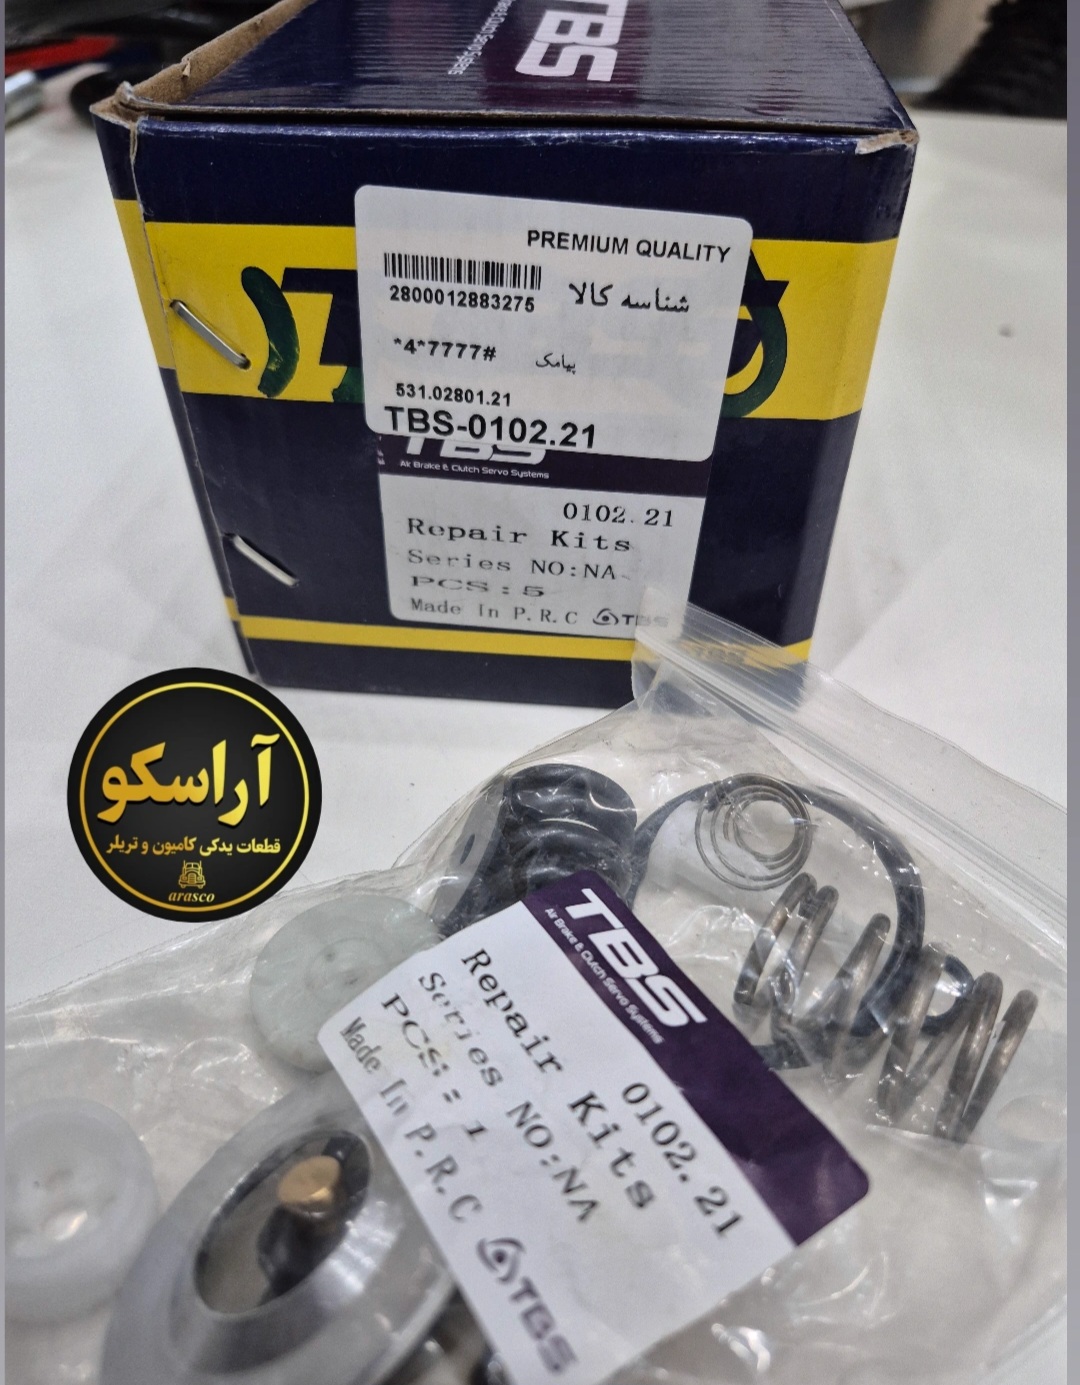 TBS
PREMIUM QUALITY
2800012883275
شناسه کالا
*4*7777#
پیامک
531.02801.21
TBS-0102.21
TBS
Air Brake & Clutch Servo Systems
0102.21
Repair Kits
Series NO:NA
PCS:5
Made In P.R.C
TBS
آراسکو
قطعات یدکی کامیون و تریلر
arasco
TBS
Air Brake & Clutch Servo Systems
0102.21
Repair Kits
Series NO:NA
PCS:1
Made In P.R.C
TBS